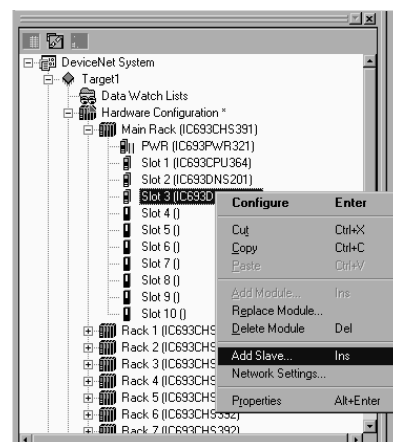 DeviceNet System
Target1
Data Watch Lists
Hardware Configuration *
Main Rack (IC693CHS391)
PWR (IC693PWR321)
Slot 1 (IC693CPU364)
Slot 2 (IC693DNS201)
Slot 3 (IC693D
Slot 4 ()
Slot 5 ()
Slot 6 ()
Slot 7 ()
Slot 8 ()
Slot 9 ()
Slot 10 ()
Rack 1 (IC693CHS
Rack 2 (IC693CHS
Rack 3 (IC693CHS
Rack 4 (IC693CHS
Rack 5 (IC693CHS
Rack 6 (IC693CHS392)
Rack 7 (IC693CHS392)
Configure Enter
Cut Ctrl+X
Copy Ctrl+C
Paste Ctrl+V
Add Module... Ins
Replace Module...
Delete Module Del
Add Slave... Ins
Network Settings...
Properties Alt+Enter